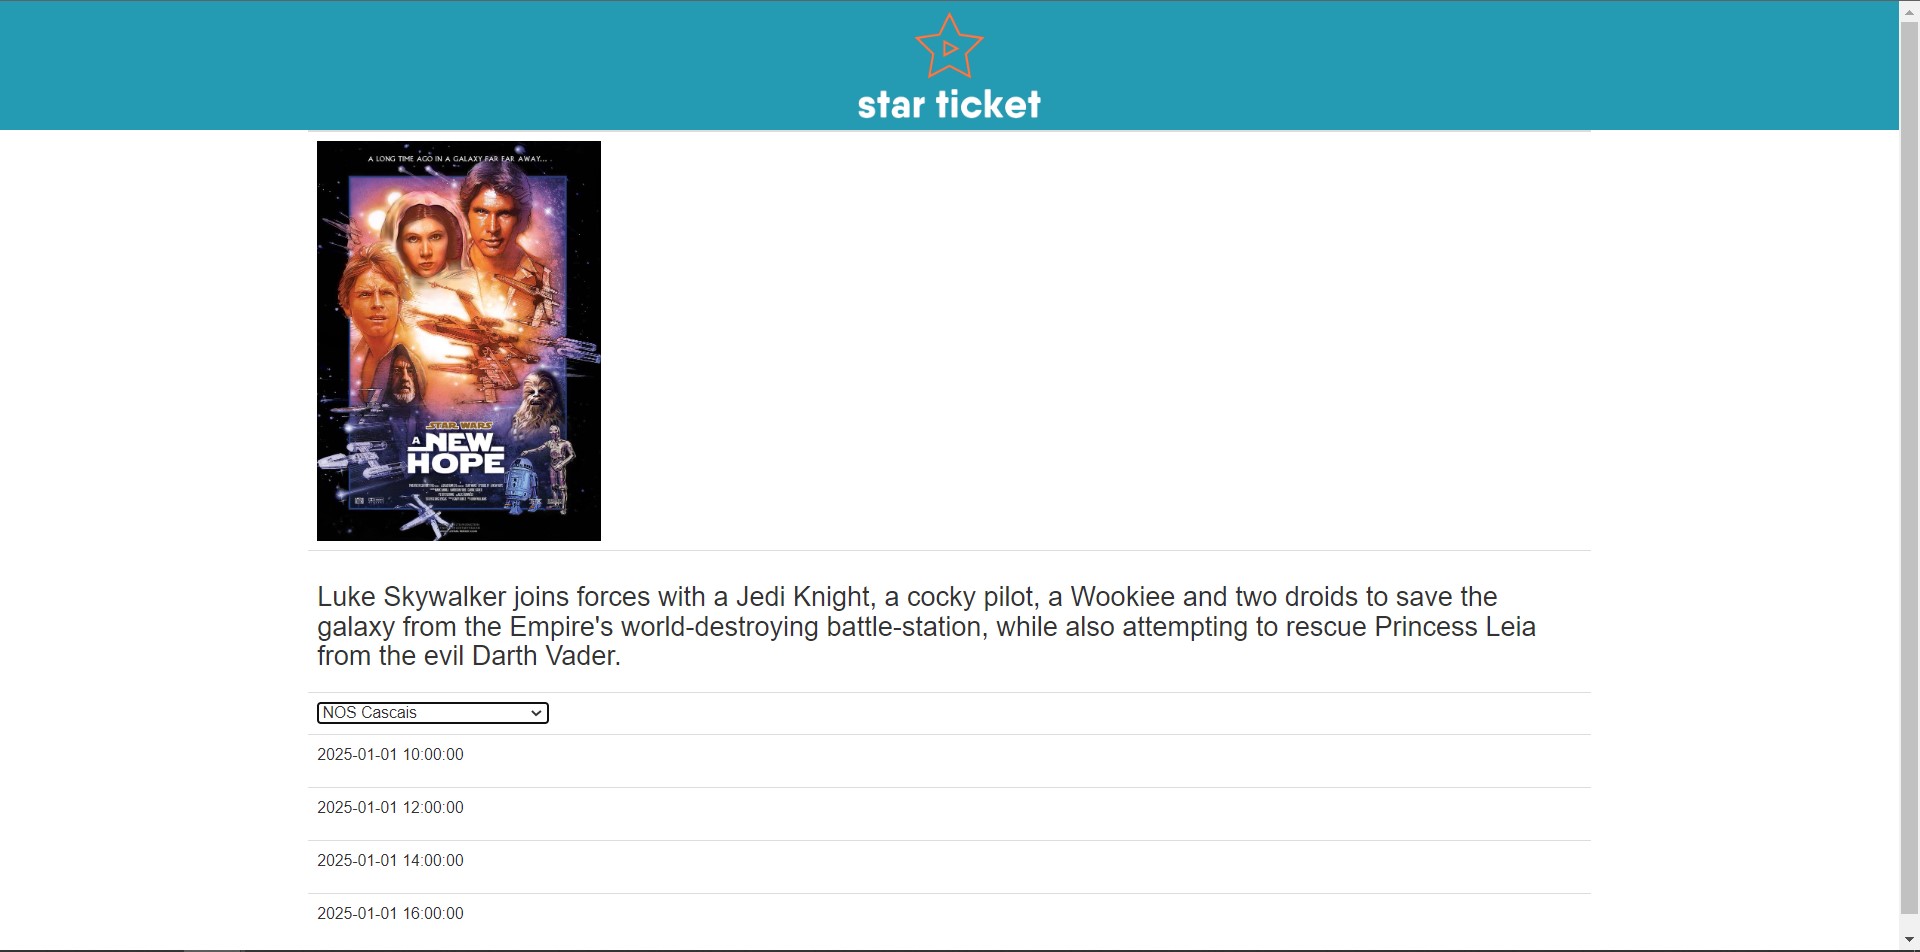 star ticket
A LONG TIME AGO IN A GALAXY FAR FAR AWAY...
STAR WARS
A NEW
HOPE
Luke Skywalker joins forces with a Jedi Knight, a cocky pilot, a Wookiee and two droids to save the
galaxy from the Empire's world-destroying battle-station, while also attempting to rescue Princess Leia
from the evil Darth Vader.
NOS Cascais
2025-01-01 10:00:00
2025-01-01 12:00:00
2025-01-01 14:00:00
2025-01-01 16:00:00